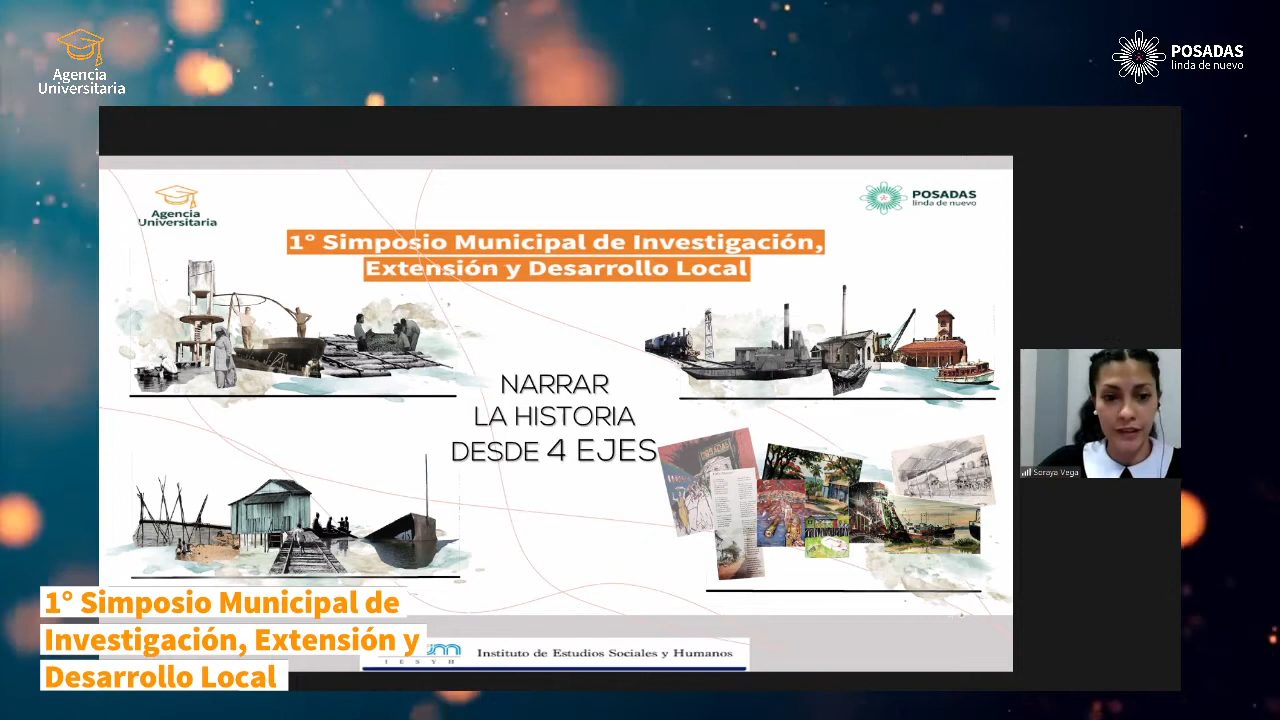 Agencia
Universitaria
POSADAS
linda de nuevo
Agencia
Universitaria
POSADAS
linda de nuevo
1° Simposio Municipal de Investigación,
Extensión y Desarrollo Local
NARRAR
LA HISTORIA
DESDE 4 EJES
Soraya Vega
1° Simposio Municipal de
Investigación, Extensión y
Desarrollo Local
IESYH
Instituto de Estudios Sociales y Humanos